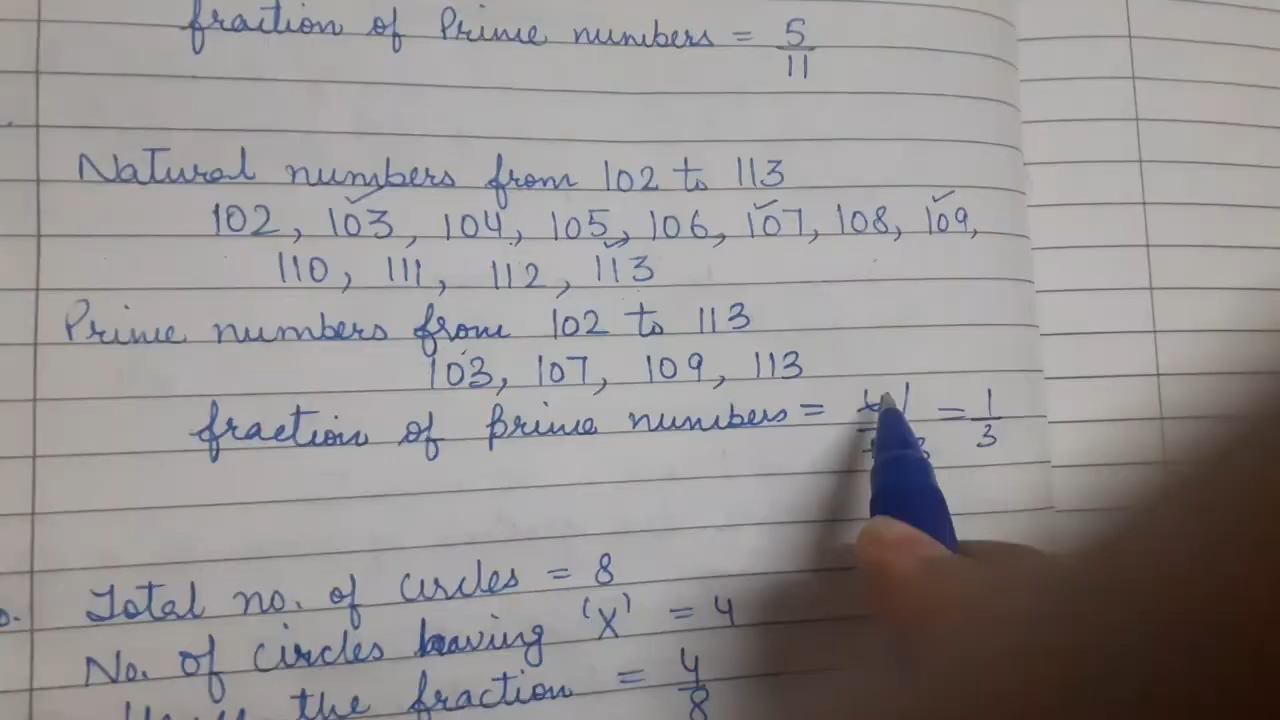 fraction of Prime numbers = 5/11
Natural numbers from 102 to 113
102, 103, 104, 105, 106, 107, 108, 109,
110, 111, 112, 113
Prime numbers from 102 to 113
103, 107, 109, 113
fraction of prime numbers = = 1/3
Total no. of circles = 8
No. of circles having 'X' = 4
the fraction = 4/8